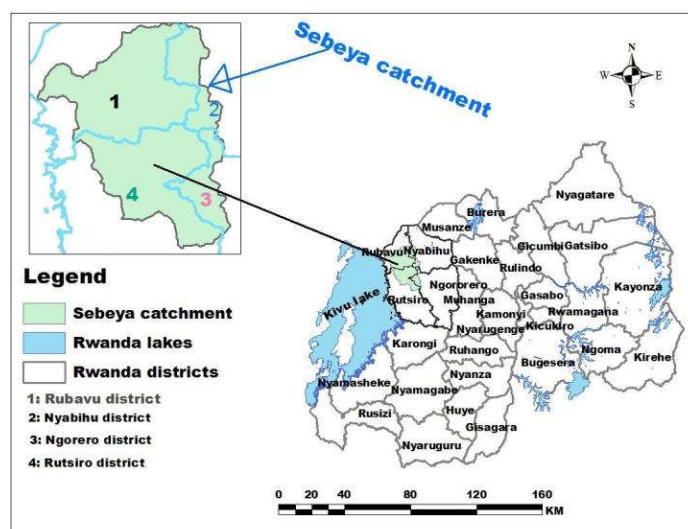 Sebeya catchment
1
2
3
4
N
W E
S
Legend
Sebeya catchment
Rwanda lakes
Rwanda districts
1: Rubavu district
2: Nyabihu district
3: Ngorero district
4: Rutsiro district
Nyagatare
Burera
Musanze
Rubavu Nyabihu
Gicumbi Gatsibo
Gakenke
Rulindo
Kayonza
Kivu lake
Ngororero
Rutsiro
Muhanga
Gasabo
Kamonyi
Rwamagana
Nyarugenge
Kicukiro
Karongi
Ruhango
Ngoma
Kirehe
Bugesera
Nyanza
Nyamasheke
Nyamagabe
Rusizi
Huye
Gisagara
Nyaruguru
0 20 40 80 120 160
KM